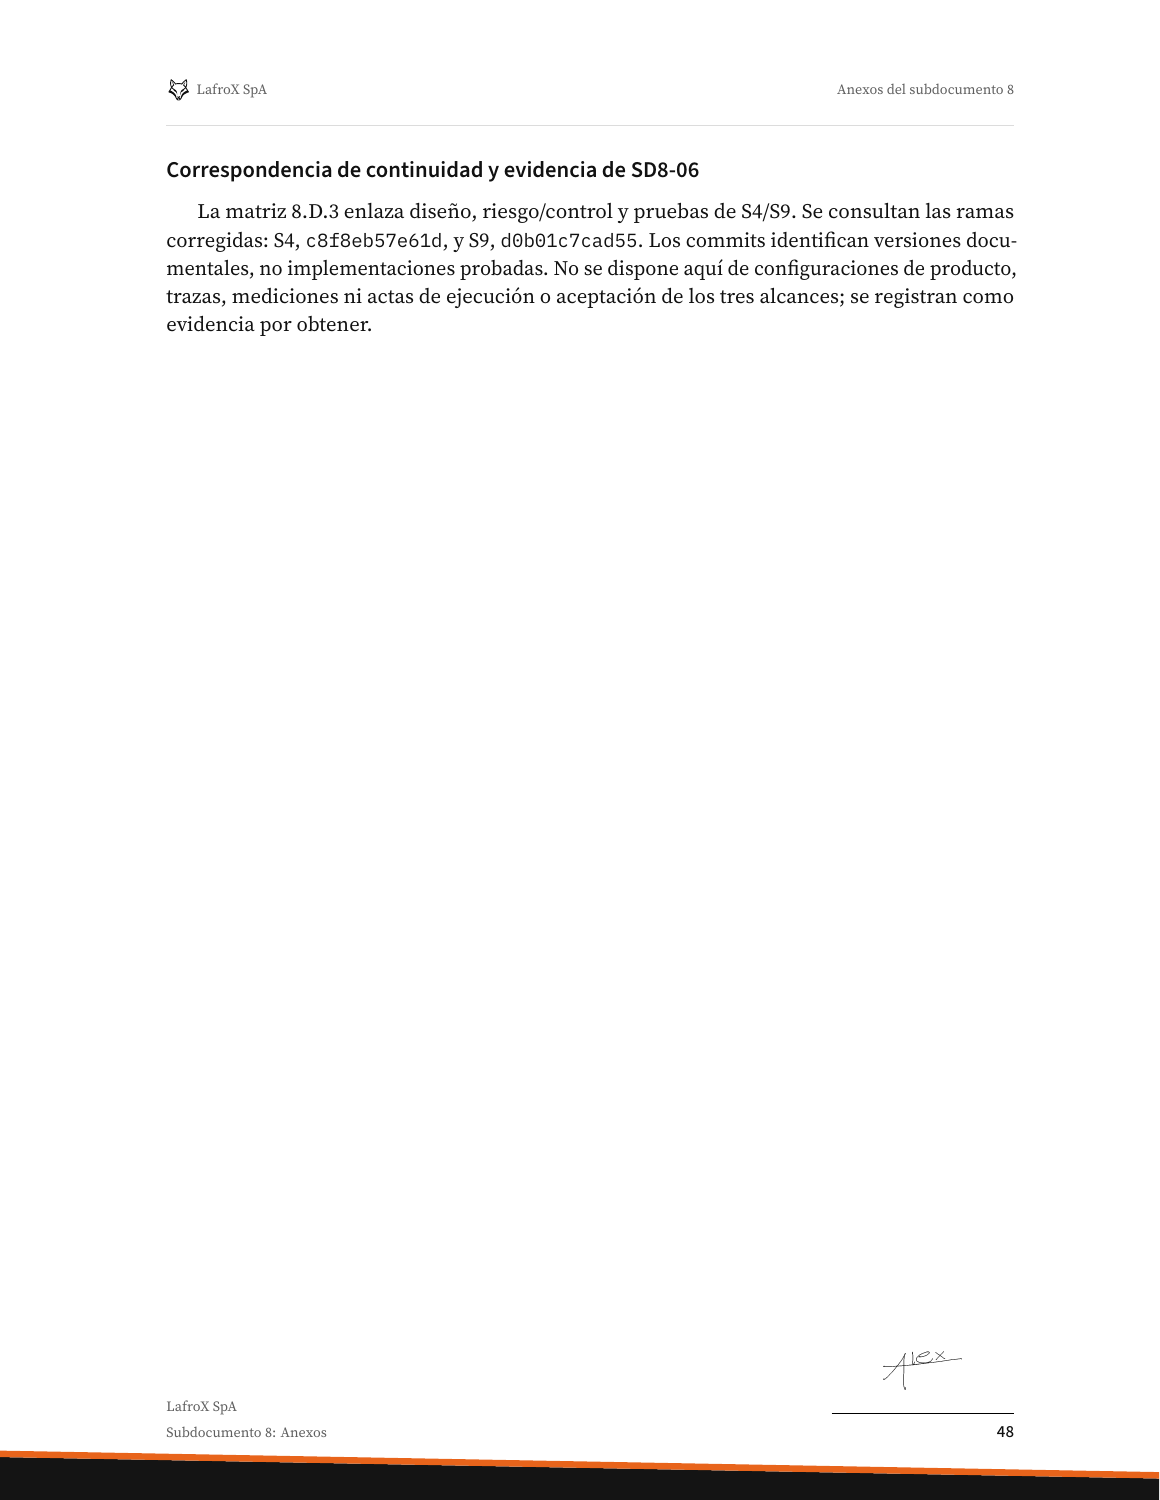 LafroX SpA
Anexos del subdocumento 8
Correspondencia de continuidad y evidencia de SD8-06
La matriz 8.D.3 enlaza diseño, riesgo/control y pruebas de S4/S9. Se consultan las ramas
corregidas: S4, c8f8eb57e61d, y S9, d0b01c7cad55. Los commits identifican versiones docu-
mentales, no implementaciones probadas. No se dispone aquí de configuraciones de producto,
trazas, mediciones ni actas de ejecución o aceptación de los tres alcances; se registran como
evidencia por obtener.
Alex
LafroX SpA
Subdocumento 8: Anexos
48